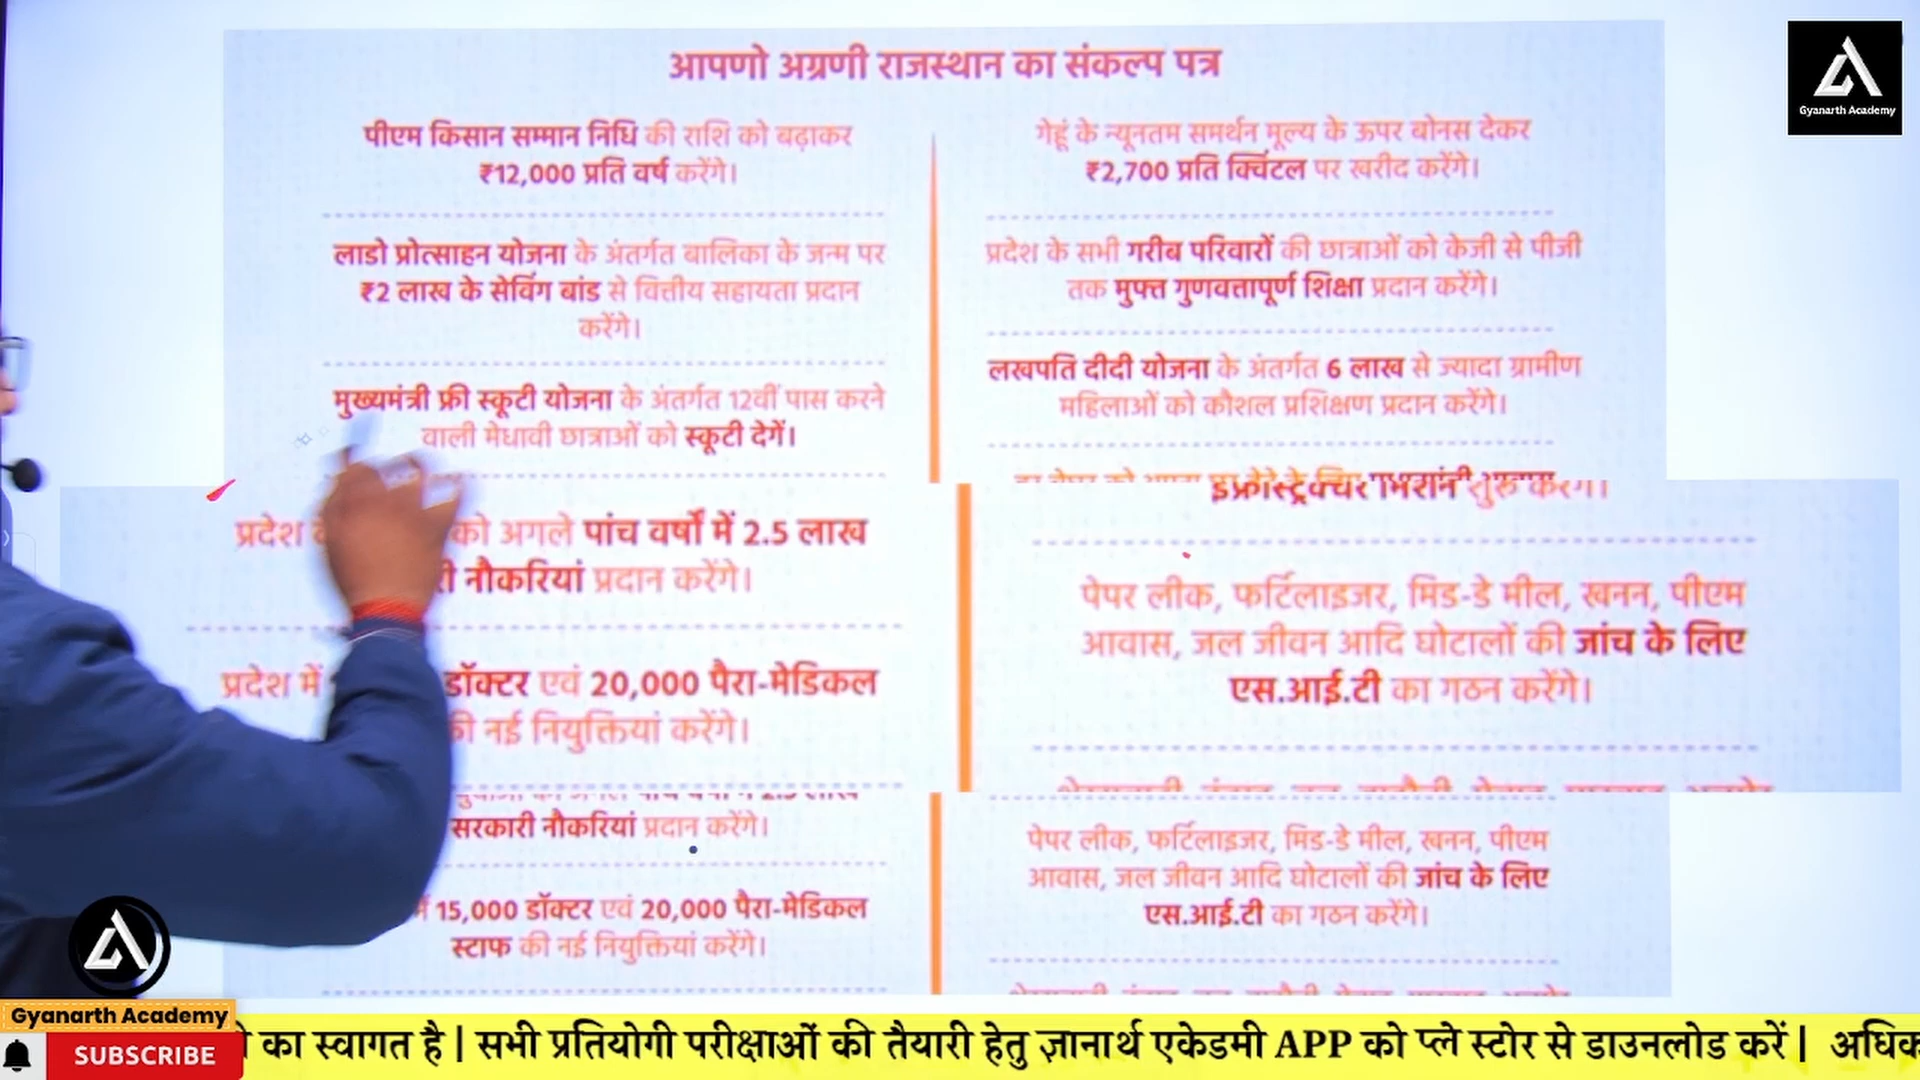 आपणो अग्रणी राजस्थान का संकल्प पत्र
पीएम किसान सम्मान निधि की राशि को बढ़ाकर
₹12,000 प्रति वर्ष करेंगे।
लाडो प्रोत्साहन योजना के अंतर्गत बालिका के जन्म पर
₹2 लाख के सेविंग बांड से वित्तीय सहायता प्रदान
करेंगे।
मुख्यमंत्री फ्री स्कूटी योजना के अंतर्गत 12वीं पास करने
वाली मेधावी छात्राओं को स्कूटी देगें।
प्रदेश को अगले पांच वर्षों में 2.5 लाख
नौकरियां प्रदान करेंगे।
प्रदेश में डॉक्टर एवं 20,000 पैरा-मेडिकल
की नई नियुक्तियां करेंगे।
सरकारी नौकरियां प्रदान करेंगे।
में 15,000 डॉक्टर एवं 20,000 पैरा-मेडिकल
स्टाफ की नई नियुक्तियां करेंगे।
गेहूं के न्यूनतम समर्थन मूल्य के ऊपर बोनस देकर
₹2,700 प्रति क्विंटल पर खरीद करेंगे।
प्रदेश के सभी गरीब परिवारों की छात्राओं को केजी से पीजी
तक मुफ्त गुणवत्तापूर्ण शिक्षा प्रदान करेंगे।
लखपति दीदी योजना के अंतर्गत 6 लाख से ज्यादा ग्रामीण
महिलाओं को कौशल प्रशिक्षण प्रदान करेंगे।
इंफ्रास्ट्रक्चर मिशन शुरु करेंगे।
पेपर लीक, फर्टिलाइजर, मिड-डे मील, खनन, पीएम
आवास, जल जीवन आदि घोटालों की जांच के लिए
एस.आई.टी का गठन करेंगे।
पेपर लीक, फर्टिलाइजर, मिड-डे मील, खनन, पीएम
आवास, जल जीवन आदि घोटालों की जांच के लिए
एस.आई.टी का गठन करेंगे।
Gyanarth Academy
Gyanarth Academy
SUBSCRIBE
का स्वागत है | सभी प्रतियोगी परीक्षाओं की तैयारी हेतु ज्ञानार्थ एकेडमी APP को प्ले स्टोर से डाउनलोड करें |